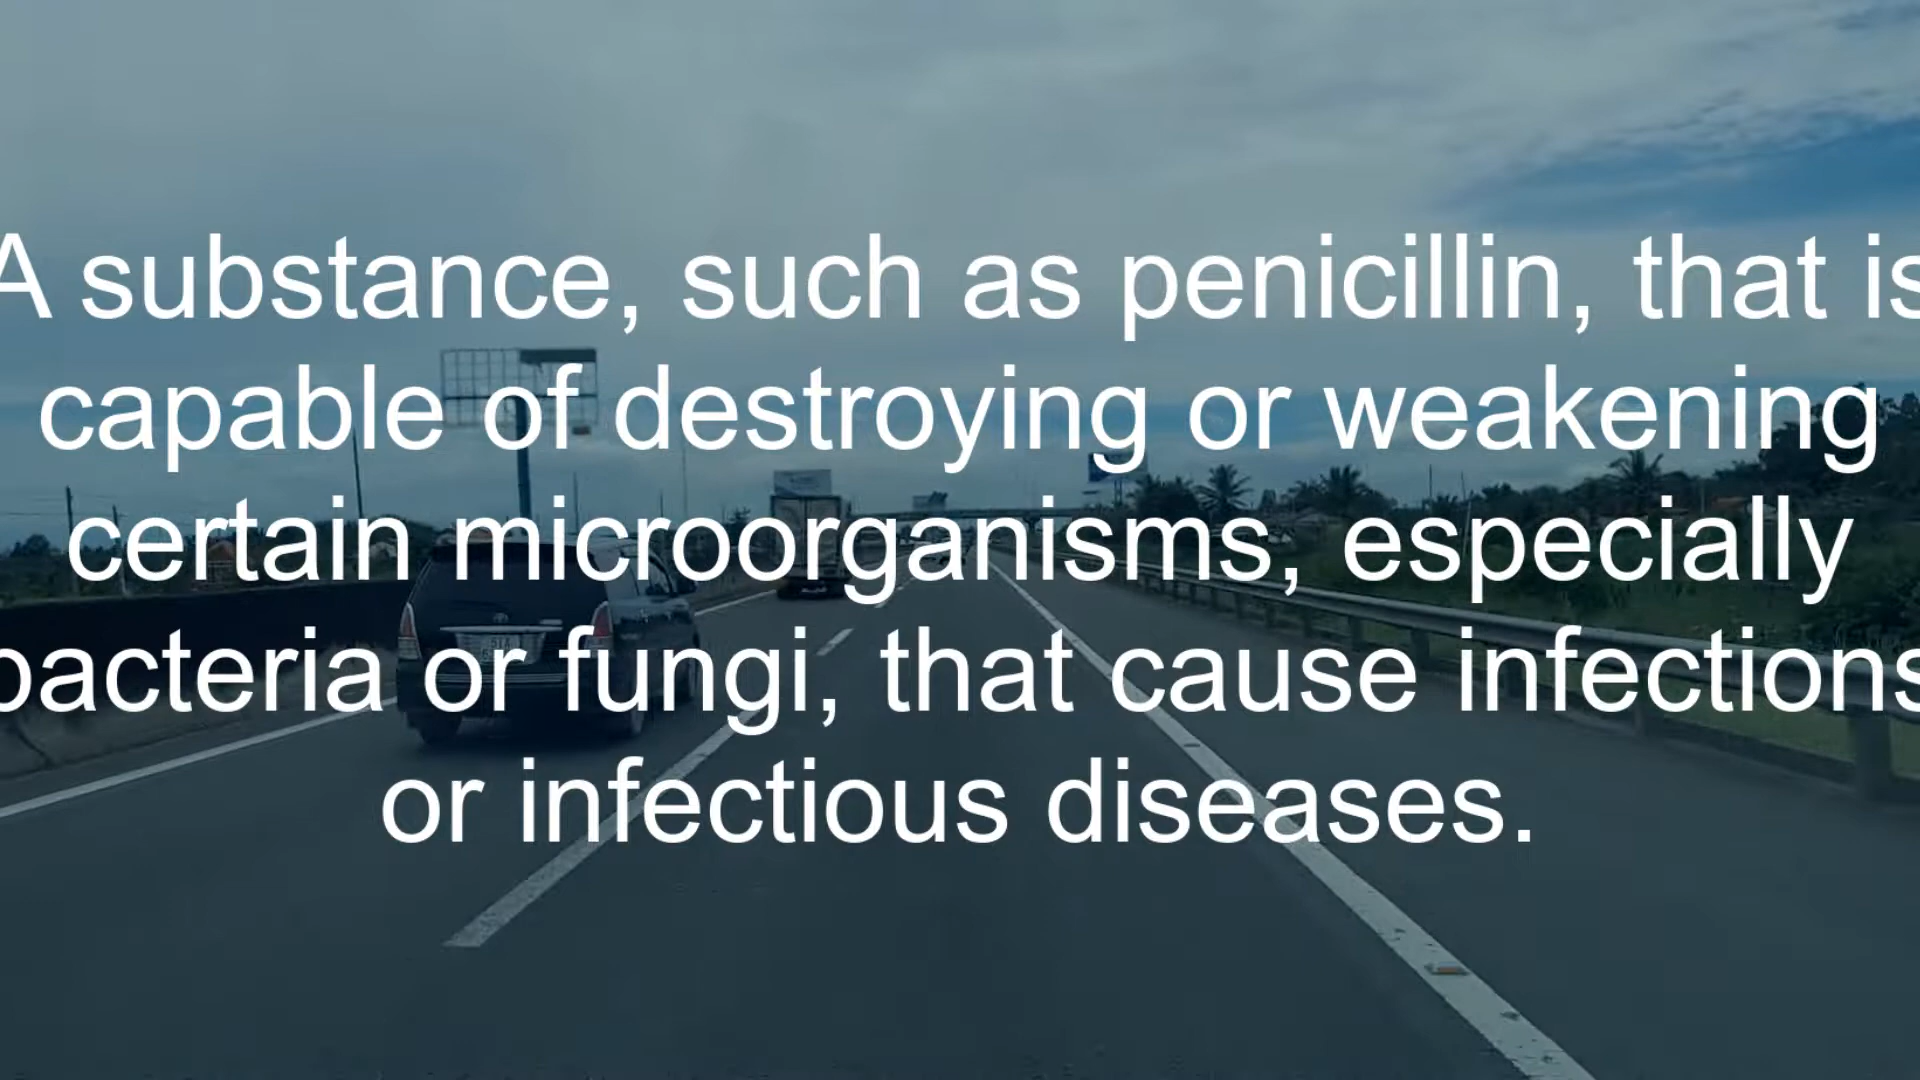 A substance, such as penicillin, that is
capable of destroying or weakening
certain microorganisms, especially
bacteria or fungi, that cause infections
or infectious diseases.